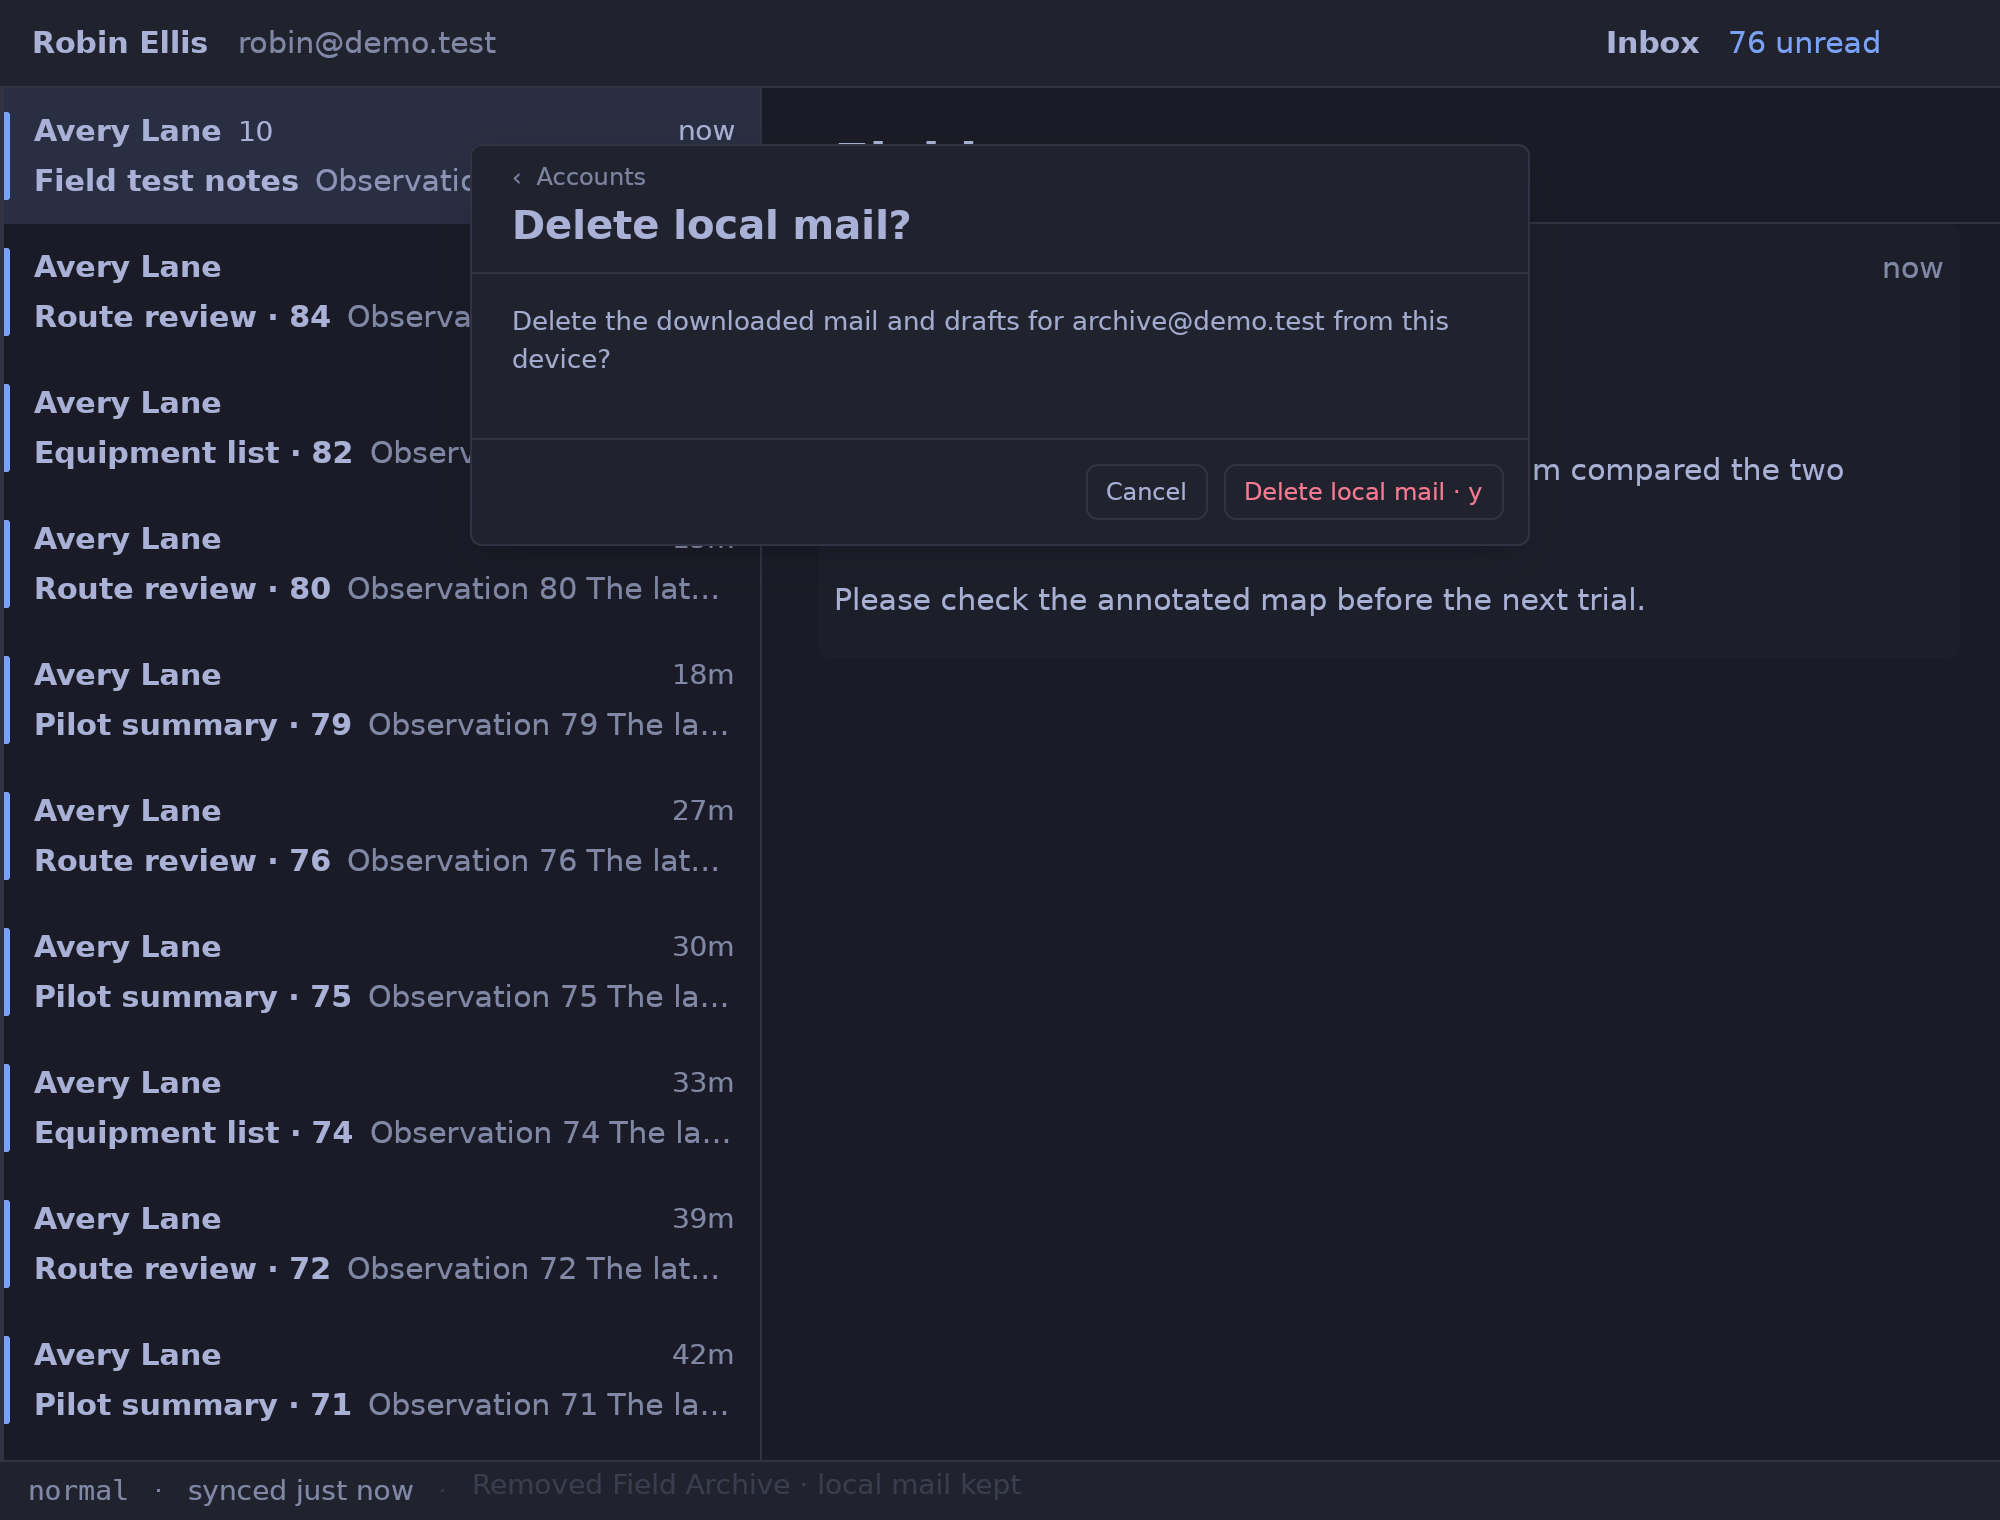 Robin Ellis robin@demo.test
Inbox 76 unread
Avery Lane 10 now
Field test notes
Avery Lane
Route review · 84
Avery Lane
Equipment list · 82
Avery Lane
Route review · 80 Observation 80 The lat…
Avery Lane 18m
Pilot summary · 79 Observation 79 The la…
Avery Lane 27m
Route review · 76 Observation 76 The lat…
Avery Lane 30m
Pilot summary · 75 Observation 75 The la…
Avery Lane 33m
Equipment list · 74 Observation 74 The la…
Avery Lane 39m
Route review · 72 Observation 72 The lat…
Avery Lane 42m
Pilot summary · 71 Observation 71 The la…
‹ Accounts
Delete local mail?
Delete the downloaded mail and drafts for archive@demo.test from this
device?
Cancel
Delete local mail · y
now
compared the two
Please check the annotated map before the next trial.
normal · synced just now · Removed Field Archive · local mail kept